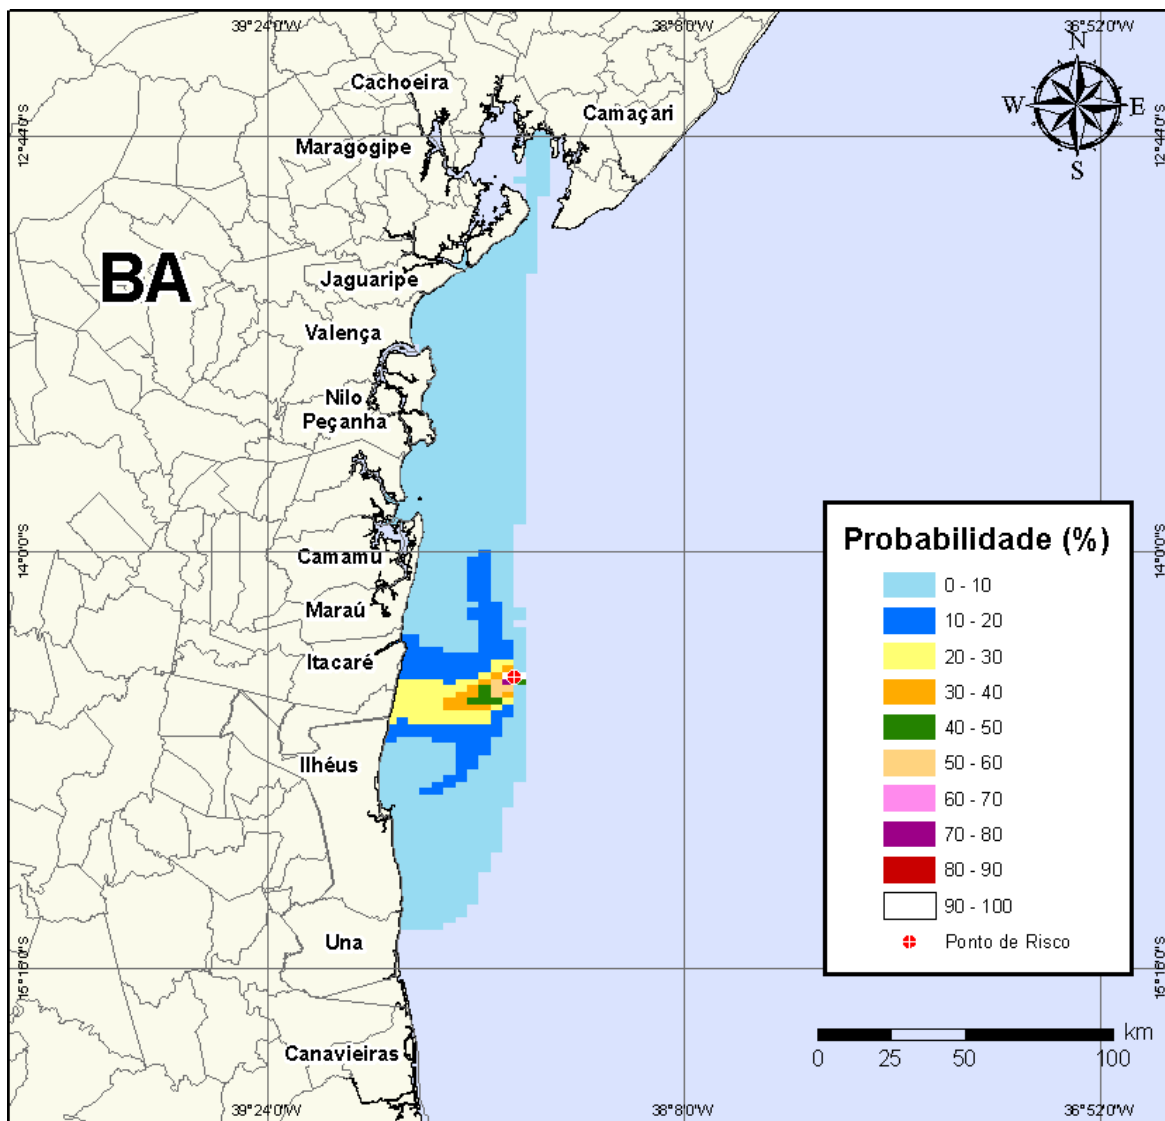 39°24'0"W
38°8'0"W
36°52'0"W
N
Cachoeira
Camaçari
W
E
12°44'0"S
12°44'0"S
Maragogipe
S
BA
Jaguaripe
Valença
Nilo
Peçanha
14°0'0"S
14°0'0"S
Camamú
Maraú
Itacaré
Ilhéus
Una
Canavieiras
15°16'0"S
15°16'0"S
Probabilidade (%)
0 - 10
10 - 20
20 - 30
30 - 40
40 - 50
50 - 60
60 - 70
70 - 80
80 - 90
90 - 100
Ponto de Risco
km
0 25 50 100
39°24'0"W
38°8'0"W
36°52'0"W